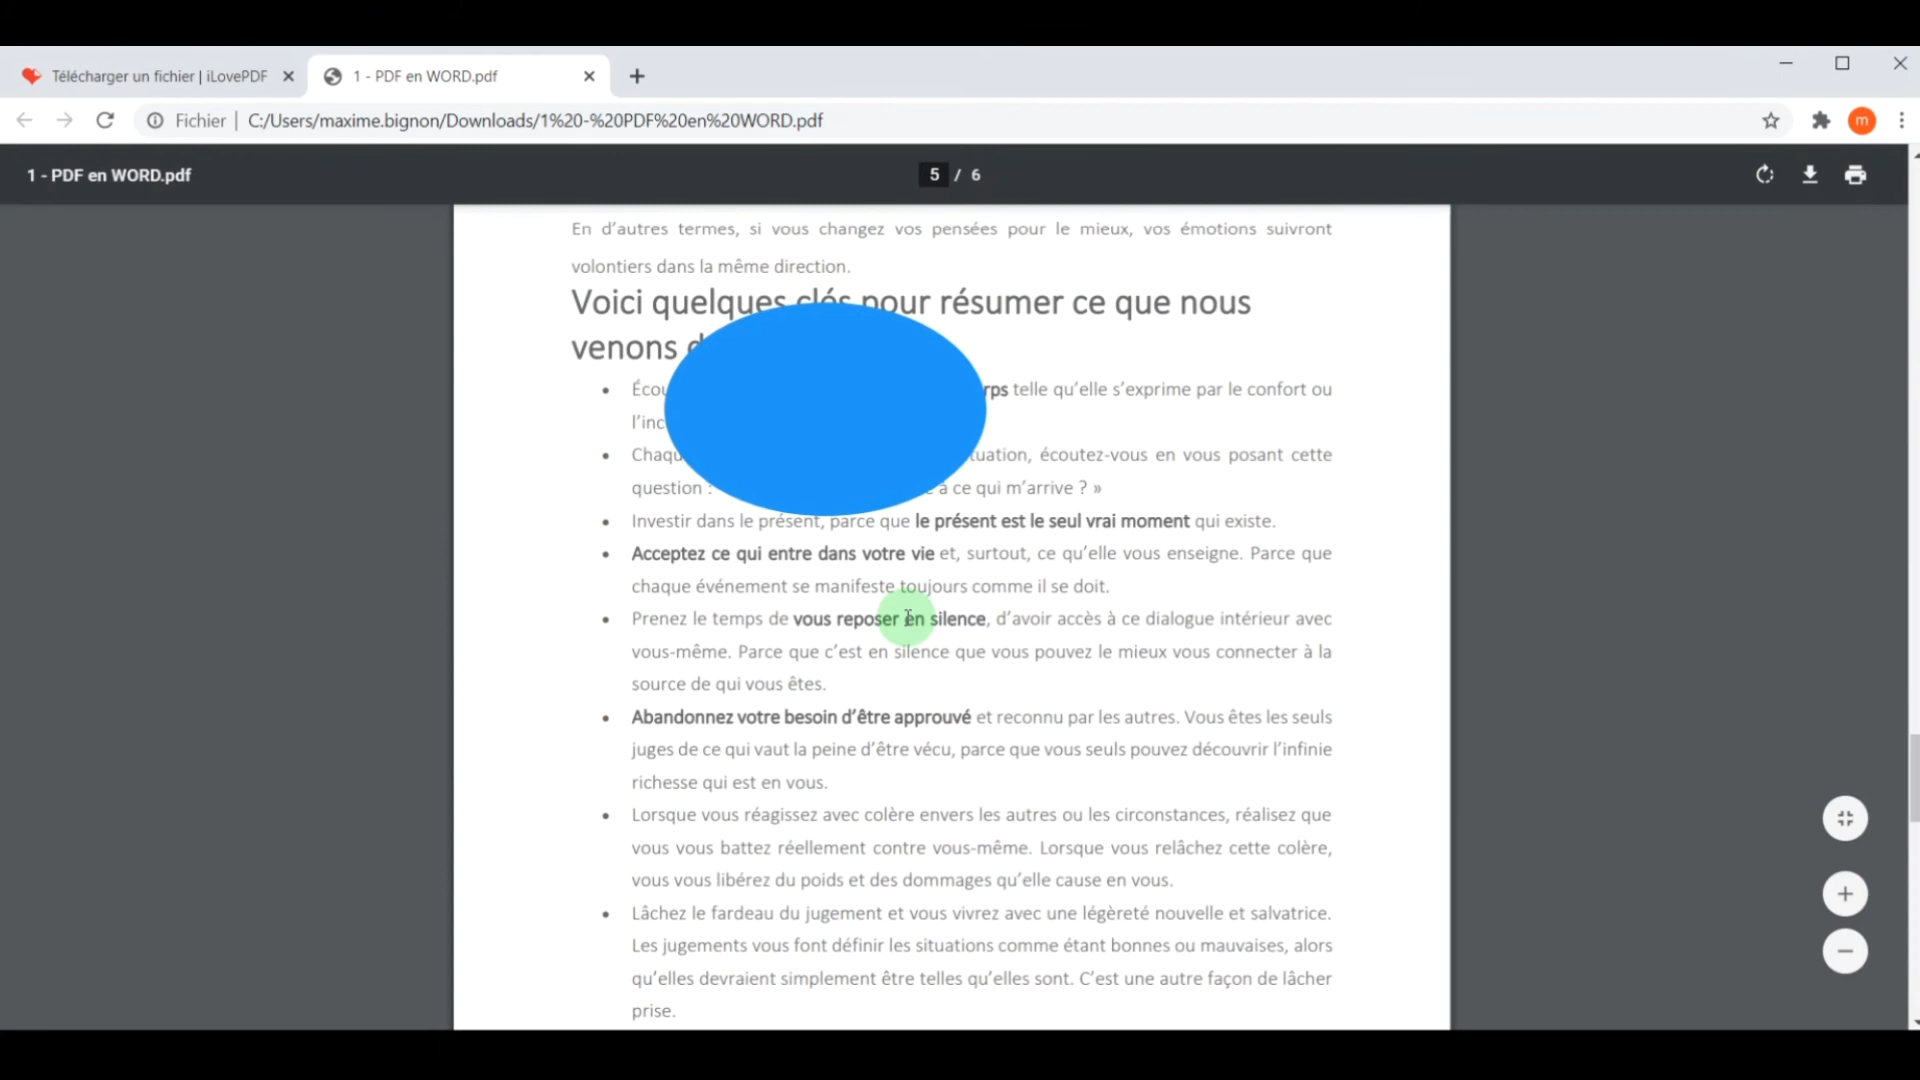 Télécharger un fichier | iLovePDF
1 - PDF en WORD.pdf
Fichier | C:/Users/maxime.bignon/Downloads/1%20-%20PDF%20en%20WORD.pdf
m
1 - PDF en WORD.pdf
5 / 6
En d’autres termes, si vous changez vos pensées pour le mieux, vos émotions suivront
volontiers dans la même direction.
Voici quelques clés pour résumer ce que nous
venons
telle qu’elle s’exprime par le confort ou
écoutez-vous en vous posant cette
question : à ce qui m’arrive ? »
Investir dans le présent, parce que le présent est le seul vrai moment qui existe.
Acceptez ce qui entre dans votre vie et, surtout, ce qu’elle vous enseigne. Parce que
chaque événement se manifeste toujours comme il se doit.
Prenez le temps de vous reposer en silence, d’avoir accès à ce dialogue intérieur avec
vous-même. Parce que c’est en silence que vous pouvez le mieux vous connecter à la
source de qui vous êtes.
Abandonnez votre besoin d’être approuvé et reconnu par les autres. Vous êtes les seuls
juges de ce qui vaut la peine d’être vécu, parce que vous seuls pouvez découvrir l’infinie
richesse qui est en vous.
Lorsque vous réagissez avec colère envers les autres ou les circonstances, réalisez que
vous vous battez réellement contre vous-même. Lorsque vous relâchez cette colère,
vous vous libérez du poids et des dommages qu’elle cause en vous.
Lâchez le fardeau du jugement et vous vivrez avec une légèreté nouvelle et salvatrice.
Les jugements vous font définir les situations comme étant bonnes ou mauvaises, alors
qu’elles devraient simplement être telles qu’elles sont. C’est une autre façon de lâcher
prise.